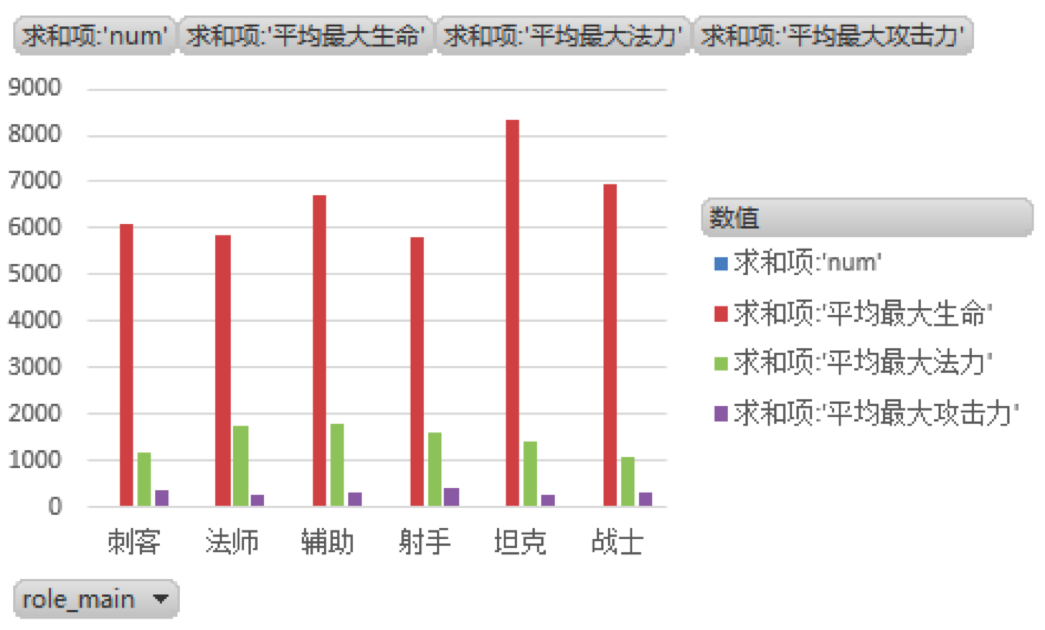 求和项:'num' 求和项:'平均最大生命' 求和项:'平均最大法力' 求和项:'平均最大攻击力'
9000
8000
7000
6000
5000
4000
3000
2000
1000
0
刺客 法师 辅助 射手 坦克 战士
数值
求和项:'num'
求和项:'平均最大生命'
求和项:'平均最大法力'
求和项:'平均最大攻击力'
role_main